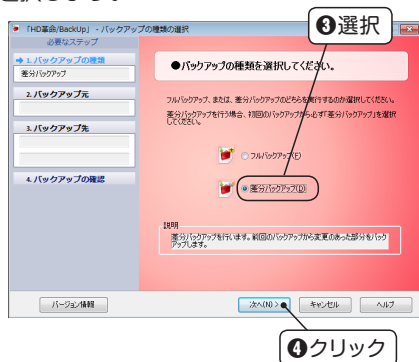 選択します。
「HD革命/BackUp」 - バックアップの種類の選択
❸選択
必要なステップ
1. バックアップの種類
差分バックアップ
2. バックアップ元
3. バックアップ先
4. バックアップの確認
●バックアップの種類を選択してください。
フルバックアップ、または、差分バックアップのどちらを実行するのか選択してください。
差分バックアップを行う場合、初回のバックアップから必ず「差分バックアップ」を選択
してください。
フルバックアップ(F)
差分バックアップ(D)
説明
差分バックアップを行います。前回のバックアップから変更のあった部分をバック
アップします。
バージョン情報
次へ(N) >
キャンセル
ヘルプ
❹クリック